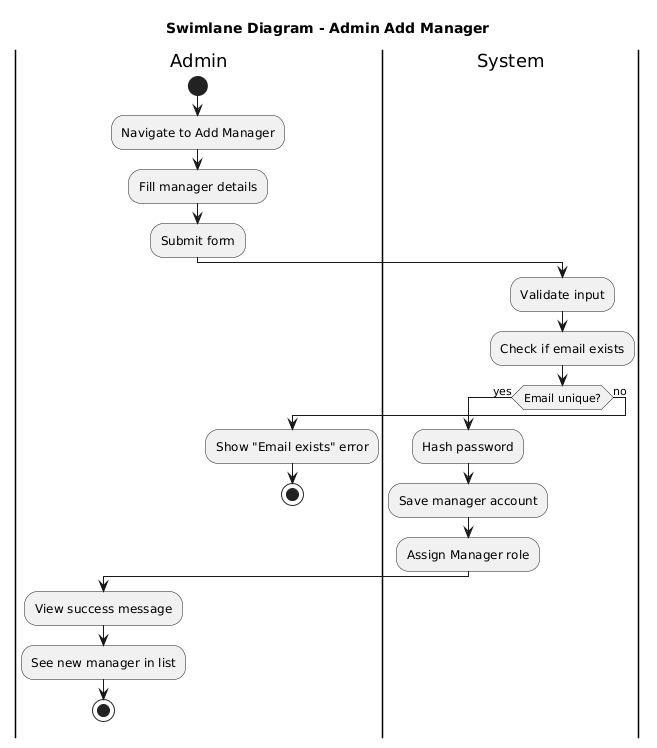 Swimlane Diagram - Admin Add Manager
Admin
System
Navigate to Add Manager
Fill manager details
Submit form
Validate input
Check if email exists
yes
Email unique?
no
Show "Email exists" error
Hash password
Save manager account
Assign Manager role
View success message
See new manager in list